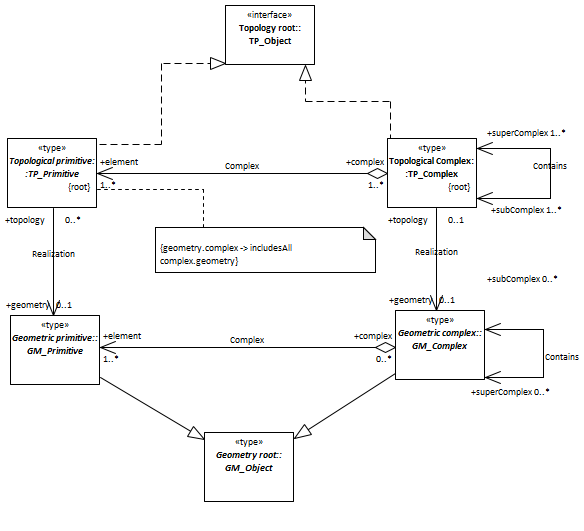 «interface»
Topology root::
TP_Object
«type»
Topological primitive:
:TP_Primitive
{root}
+element
1..*
Complex
+complex
1..*
«type»
Topological Complex:
:TP_Complex
{root}
+superComplex 1..*
Contains
+subComplex 1..*
+topology 0..*
Realization
+geometry 0..1
{geometry.complex -> includesAll
complex.geometry}
+topology 0..1
Realization
+geometry 0..1
+subComplex 0..*
«type»
Geometric primitive::
GM_Primitive
+element
1..*
Complex
+complex
0..*
«type»
Geometric complex::
GM_Complex
Contains
+superComplex 0..*
«type»
Geometry root::
GM_Object